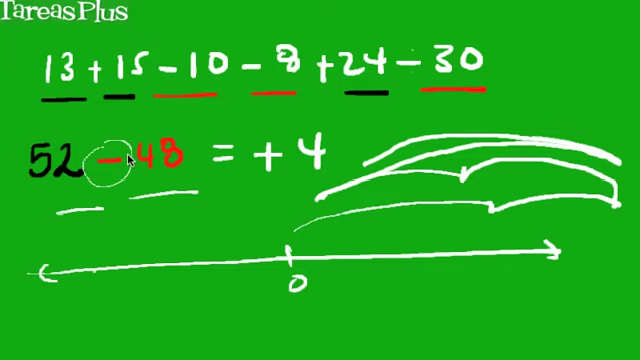 TareasPlus
13 + 15 - 10 - 8 + 24 - 30
52 - 48 = + 4
0